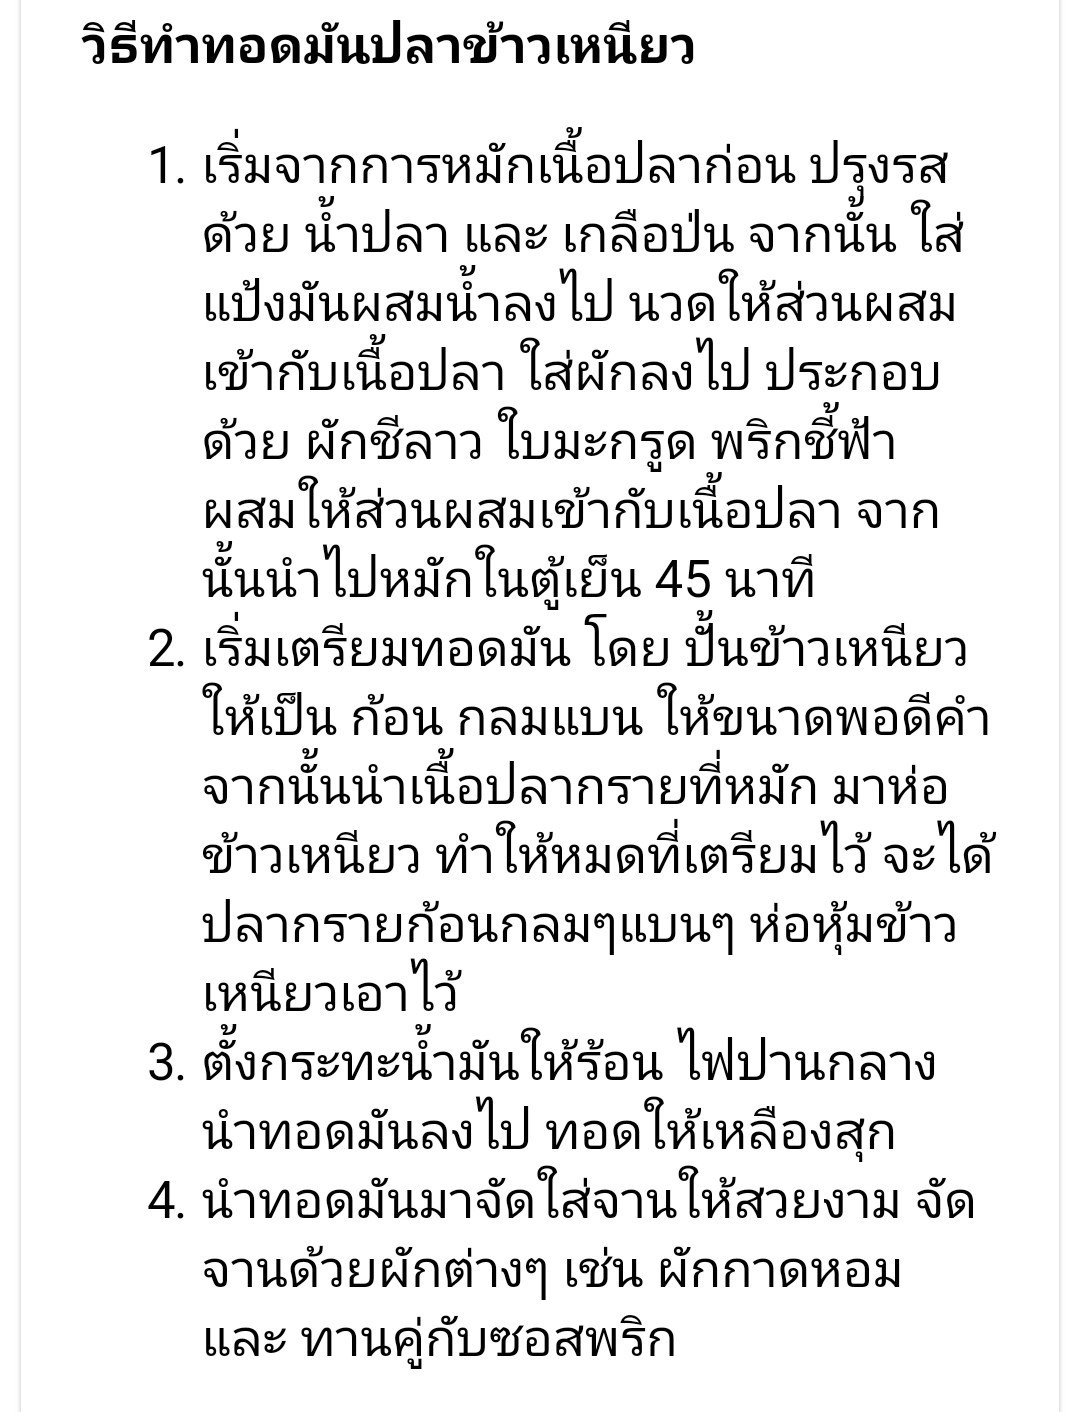 วิธีทำทอดมันปลาข้าวเหนียว
1. เริ่มจากการหมักเนื้อปลาก่อน ปรุงรส
ด้วย น้ำปลา และ เกลือป่น จากนั้น ใส่
แป้งมันผสมน้ำลงไป นวดให้ส่วนผสม
เข้ากับเนื้อปลา ใส่ผักลงไป ประกอบ
ด้วย ผักชีลาว ใบมะกรูด พริกชี้ฟ้า
ผสมให้ส่วนผสมเข้ากับเนื้อปลา จาก
นั้นนำไปหมักในตู้เย็น 45 นาที
2. เริ่มเตรียมทอดมัน โดย ปั้นข้าวเหนียว
ให้เป็น ก้อน กลมแบน ให้ขนาดพอดีคำ
จากนั้นนำเนื้อปลากรายที่หมัก มาห่อ
ข้าวเหนียว ทำให้หมดที่เตรียมไว้ จะได้
ปลากรายก้อนกลมๆแบนๆ ห่อหุ้มข้าว
เหนียวเอาไว้
3. ตั้งกระทะน้ำมันให้ร้อน ไฟปานกลาง
นำทอดมันลงไป ทอดให้เหลืองสุก
4. นำทอดมันมาจัดใส่จานให้สวยงาม จัด
จานด้วยผักต่างๆ เช่น ผักกาดหอม
และ ทานคู่กับซอสพริก